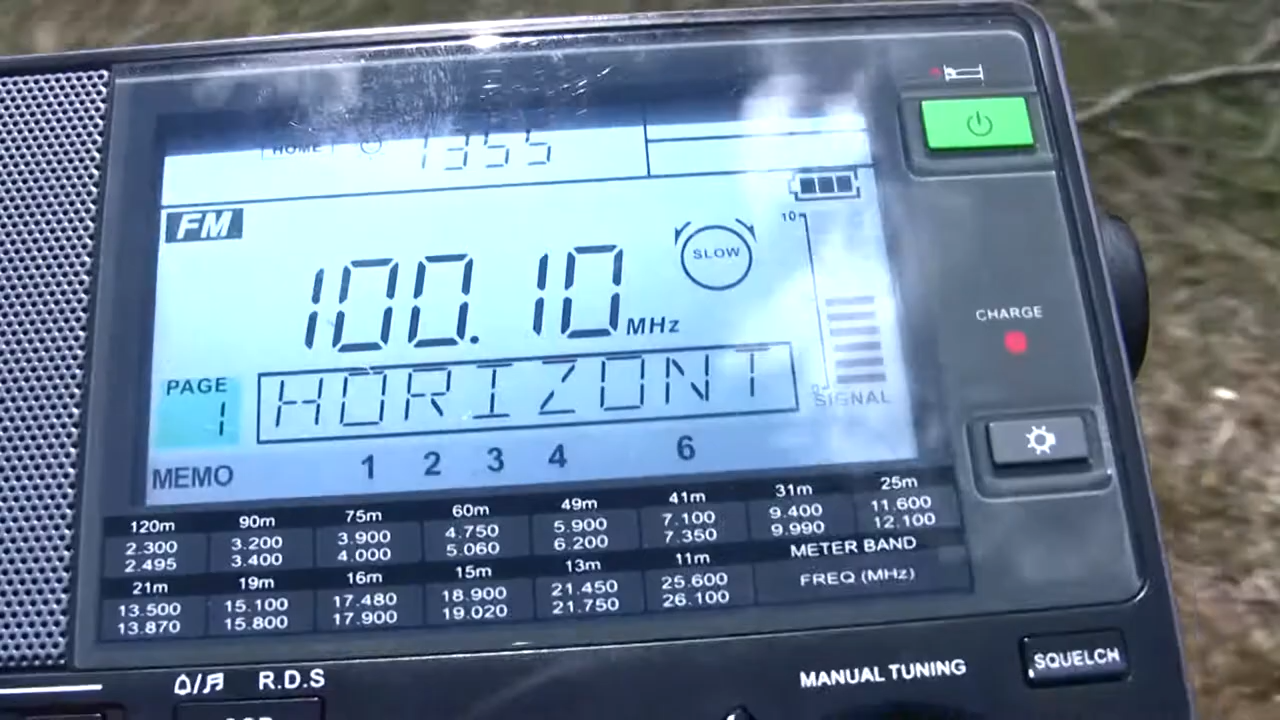 HOME 1355
FM
10
SLOW
100.10 MHz
PAGE
1
HORIZONT
0
SIGNAL
MEMO 1 2 3 4 6
CHARGE
120m 90m 75m 60m 49m 41m 31m 25m
2.300 3.200 3.900 4.750 5.900 7.100 9.400 11.600
2.495 3.400 4.000 5.060 6.200 7.350 9.990 12.100
21m 19m 16m 15m 13m 11m METER BAND
13.500 15.100 17.480 18.900 21.450 25.600 FREQ (MHz)
13.870 15.800 17.900 19.020 21.750 26.100
R.D.S
MANUAL TUNING
SQUELCH